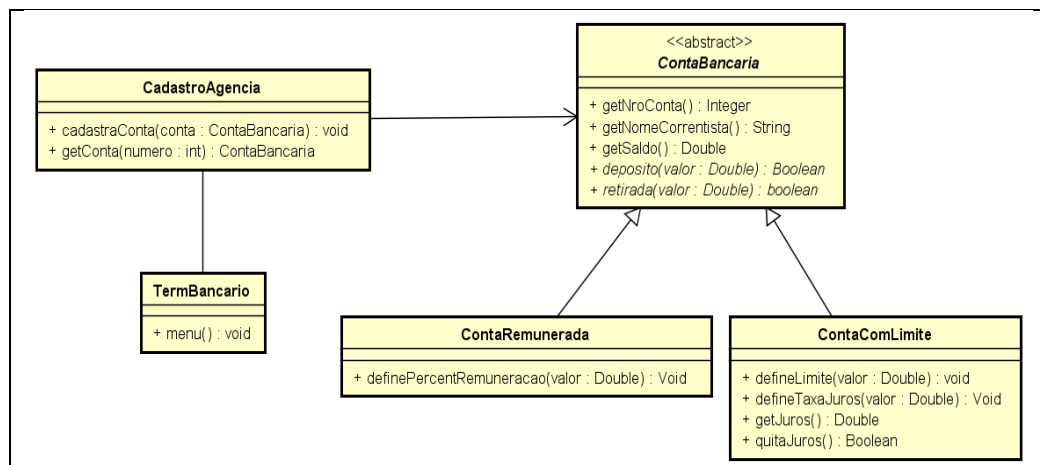 <<abstract>>
ContaBancaria
+ getNroConta() : Integer
+ getNomeCorrentista() : String
+ getSaldo() : Double
+ deposito(valor : Double) : Boolean
+ retirada(valor : Double) : boolean
CadastroAgencia
+ cadastraConta(conta : ContaBancaria) : void
+ getConta(numero : int) : ContaBancaria
TermBancario
+ menu() : void
ContaRemunerada
+ definePercentRemuneracao(valor : Double) : Void
ContaComLimite
+ defineLimite(valor : Double) : void
+ defineTaxaJuros(valor : Double) : Void
+ getJuros() : Double
+ quitaJuros() : Boolean